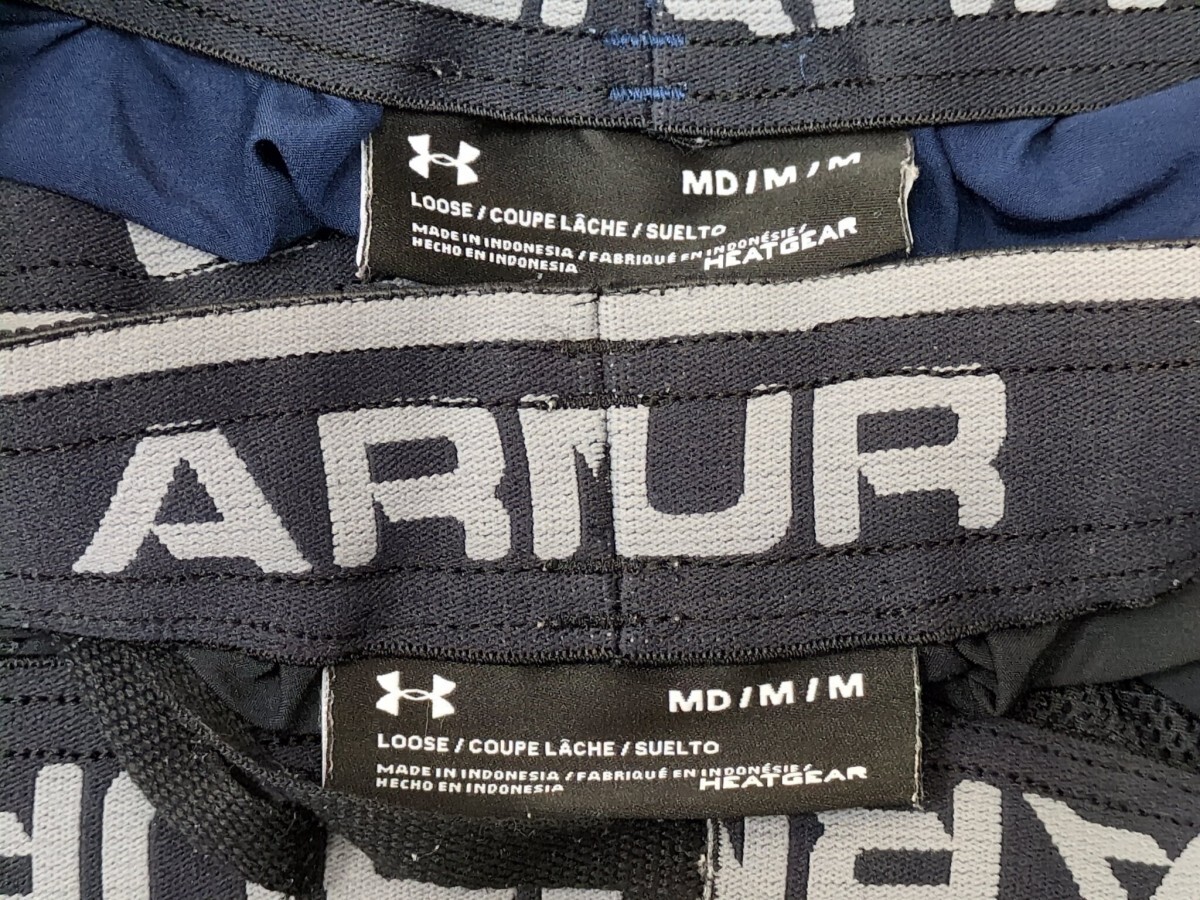 MD / M / M
LOOSE / COUPE LÂCHE / SUELTO
MADE IN INDONESIA / FABRIQUÉ EN INDONÉSIE /
HECHO EN INDONESIA
HEATGEAR
ARMUR
MD / M / M
LOOSE / COUPE LÂCHE / SUELTO
MADE IN INDONESIA / FABRIQUÉ EN INDONÉSIE /
HECHO EN INDONESIA
HEATGEAR